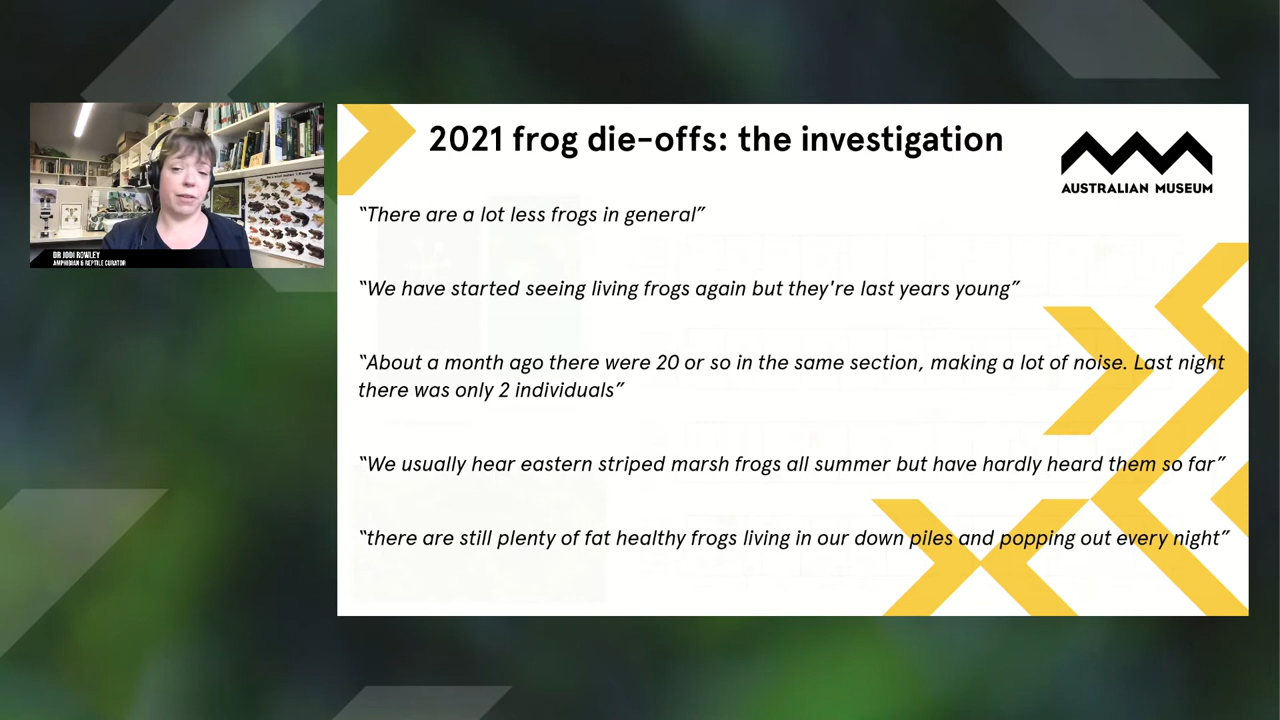 2021 frog die-offs: the investigation
AUSTRALIAN MUSEUM
“There are a lot less frogs in general”
“We have started seeing living frogs again but they're last years young”
“About a month ago there were 20 or so in the same section, making a lot of noise. Last night
there was only 2 individuals”
“We usually hear eastern striped marsh frogs all summer but have hardly heard them so far”
“there are still plenty of fat healthy frogs living in our down piles and popping out every night”
DR JODI ROWLEY
AMPHIBIAN & REPTILE CURATOR